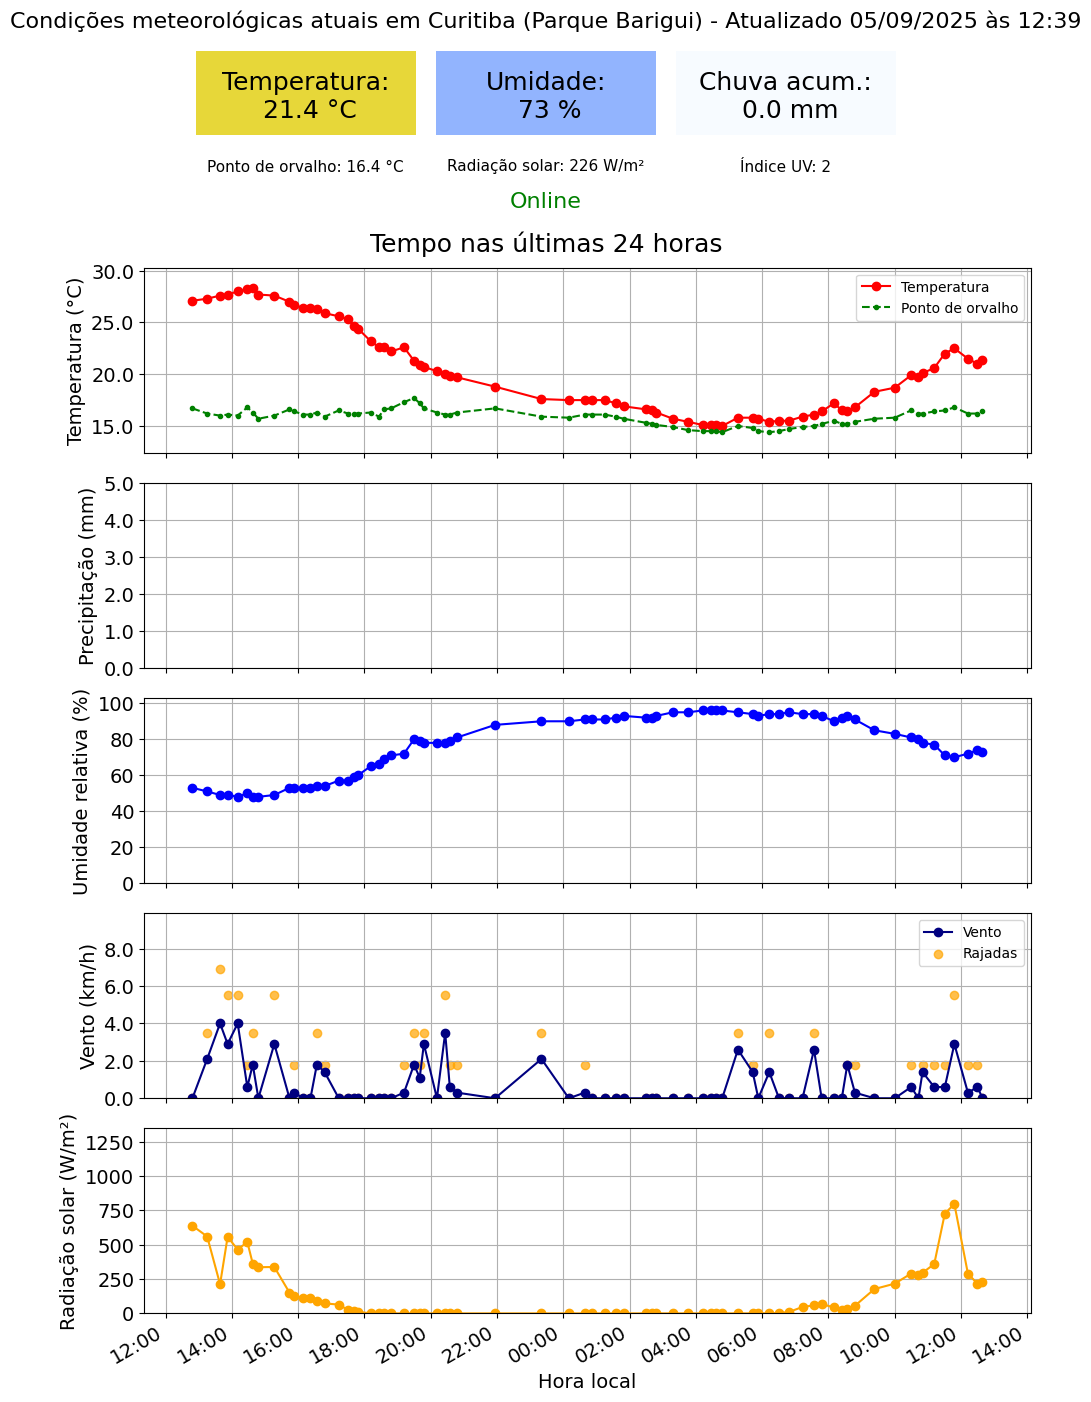 Condições meteorológicas atuais em Curitiba (Parque Barigui) - Atualizado 05/09/2025 às 12:39
Temperatura:
21.4 °C
Umidade:
73 %
Chuva acum.:
0.0 mm
Ponto de orvalho: 16.4 °C
Radiação solar: 226 W/m²
Índice UV: 2
Online
Tempo nas últimas 24 horas
Temperatura (°C)
30.0
25.0
20.0
15.0
Temperatura
Ponto de orvalho
Precipitação (mm)
5.0
4.0
3.0
2.0
1.0
0.0
Umidade relativa (%)
100
80
60
40
20
0
Vento (km/h)
8.0
6.0
4.0
2.0
0.0
Vento
Rajadas
Radiação solar (W/m²)
1250
1000
750
500
250
0
12:00
14:00
16:00
18:00
20:00
22:00
00:00
02:00
04:00
06:00
08:00
10:00
12:00
14:00
Hora local